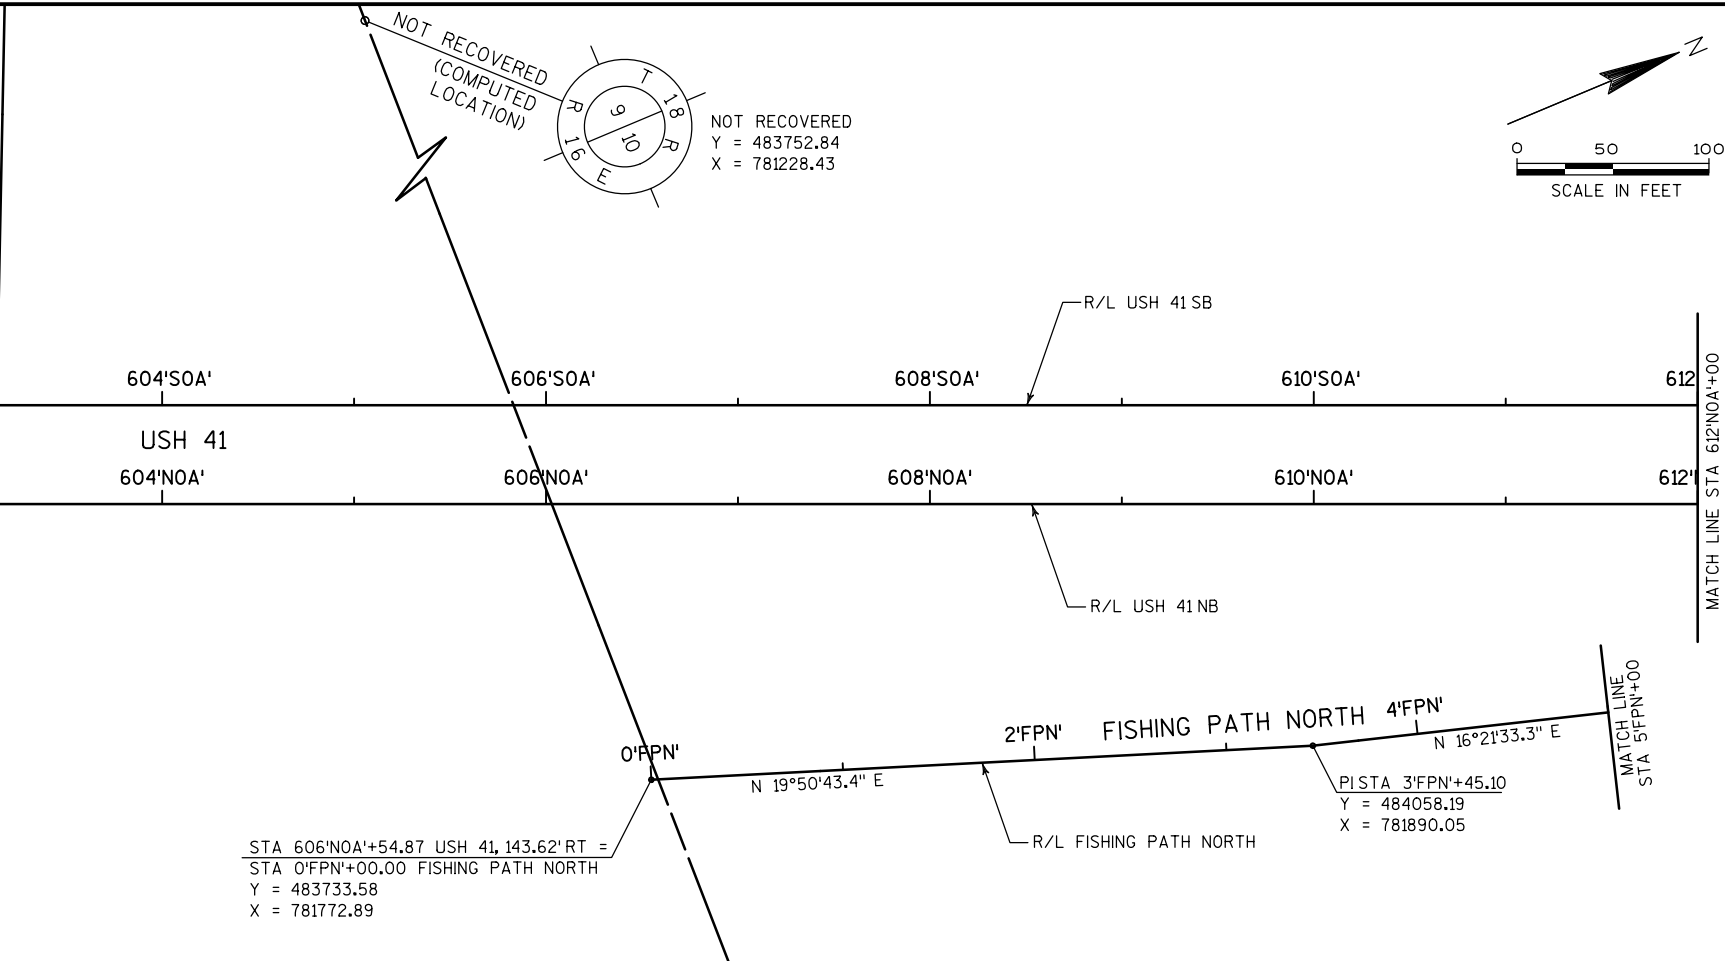 NOT RECOVERED
(COMPUTED
LOCATION)
T 18 R
R 16 E
9
10
NOT RECOVERED
Y = 483752.84
X = 781228.43
N
0 50 100
SCALE IN FEET
R/L USH 41 SB
604'SOA' 606'SOA' 608'SOA' 610'SOA' 612
USH 41
604'NOA' 606'NOA' 608'NOA' 610'NOA' 612'
MATCH LINE STA 612'NOA'+00
R/L USH 41 NB
0'FPN' 2'FPN' FISHING PATH NORTH 4'FPN'
N 19°50'43.4" E
N 16°21'33.3" E
MATCH LINE
STA 5'FPN'+00
PI STA 3'FPN'+45.10
Y = 484058.19
X = 781890.05
R/L FISHING PATH NORTH
STA 606'NOA'+54.87 USH 41, 143.62' RT =
STA 0'FPN'+00.00 FISHING PATH NORTH
Y = 483733.58
X = 781772.89